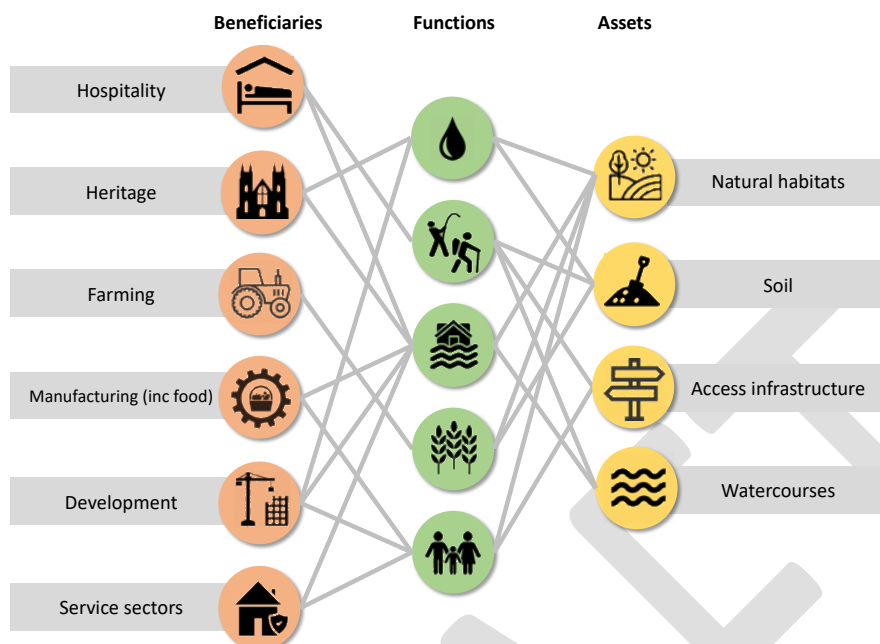 Beneficiaries Functions Assets
Hospitality
Heritage
Farming
Manufacturing (inc food)
Development
Service sectors
Natural habitats
Soil
Access infrastructure
Watercourses